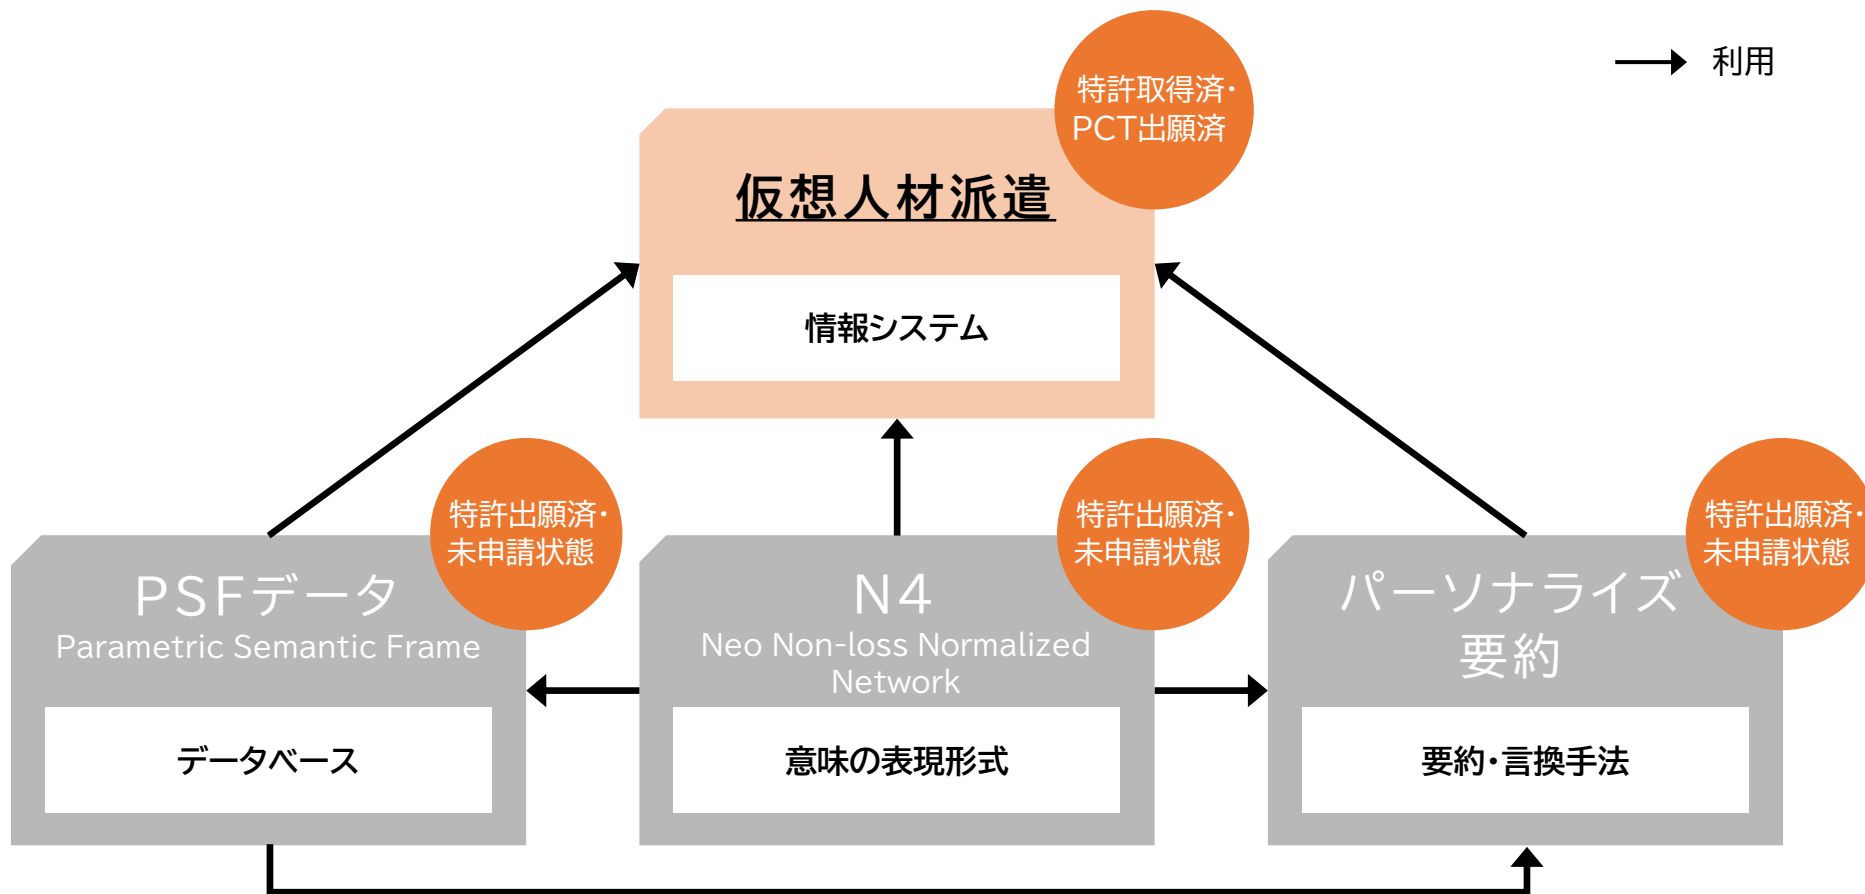 利用
特許取得済・
PCT出願済
仮想人材派遣
情報システム
特許出願済・
未申請状態
特許出願済・
未申請状態
特許出願済・
未申請状態
PSFデータ
Parametric Semantic Frame
データベース
N4
Neo Non-loss Normalized
Network
意味の表現形式
パーソナライズ
要約
要約・言換手法